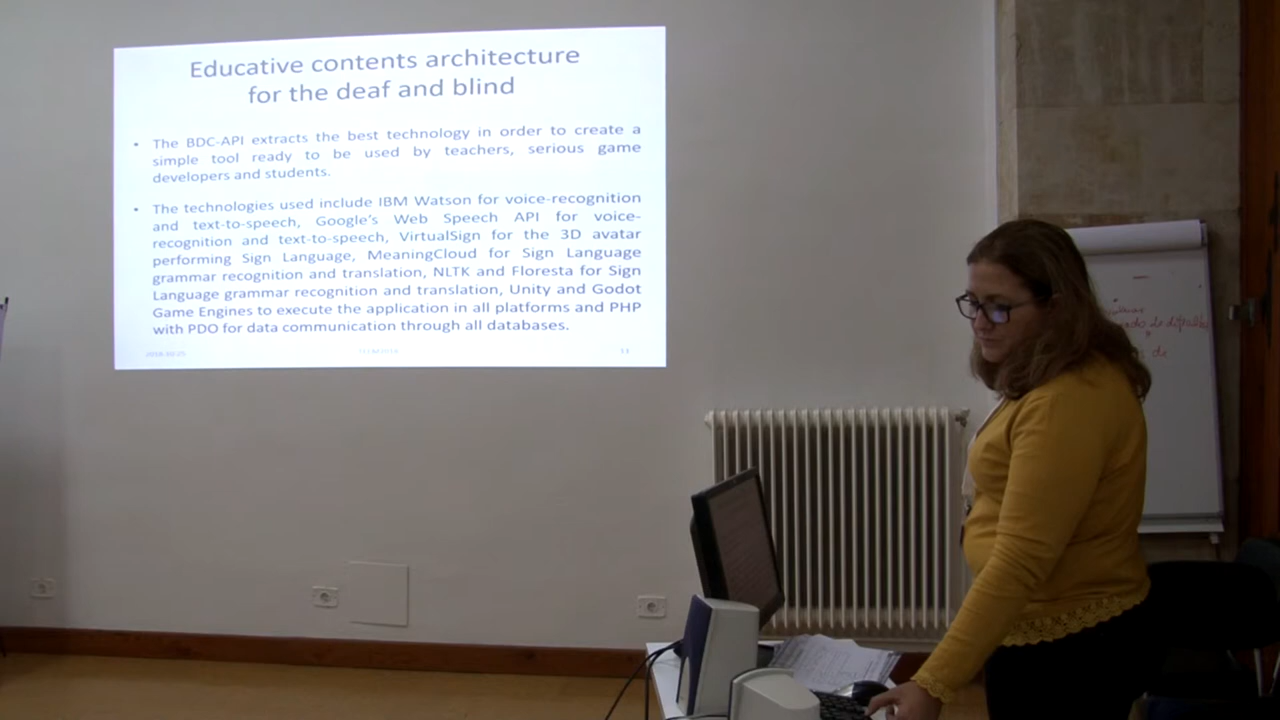 Educative contents architecture
for the deaf and blind
• The BDC-API extracts the best technology in order to create a
simple tool ready to be used by teachers, serious game
developers and students.
• The technologies used include IBM Watson for voice-recognition
and text-to-speech, Google's Web Speech API for voice-
recognition and text-to-speech, VirtualSign for the 3D avatar
performing Sign Language, MeaningCloud for Sign Language
grammar recognition and translation, NLTK and Floresta for Sign
Language grammar recognition and translation, Unity and Godot
Game Engines to execute the application in all platforms and PHP
with PDO for data communication through all databases.
13
de